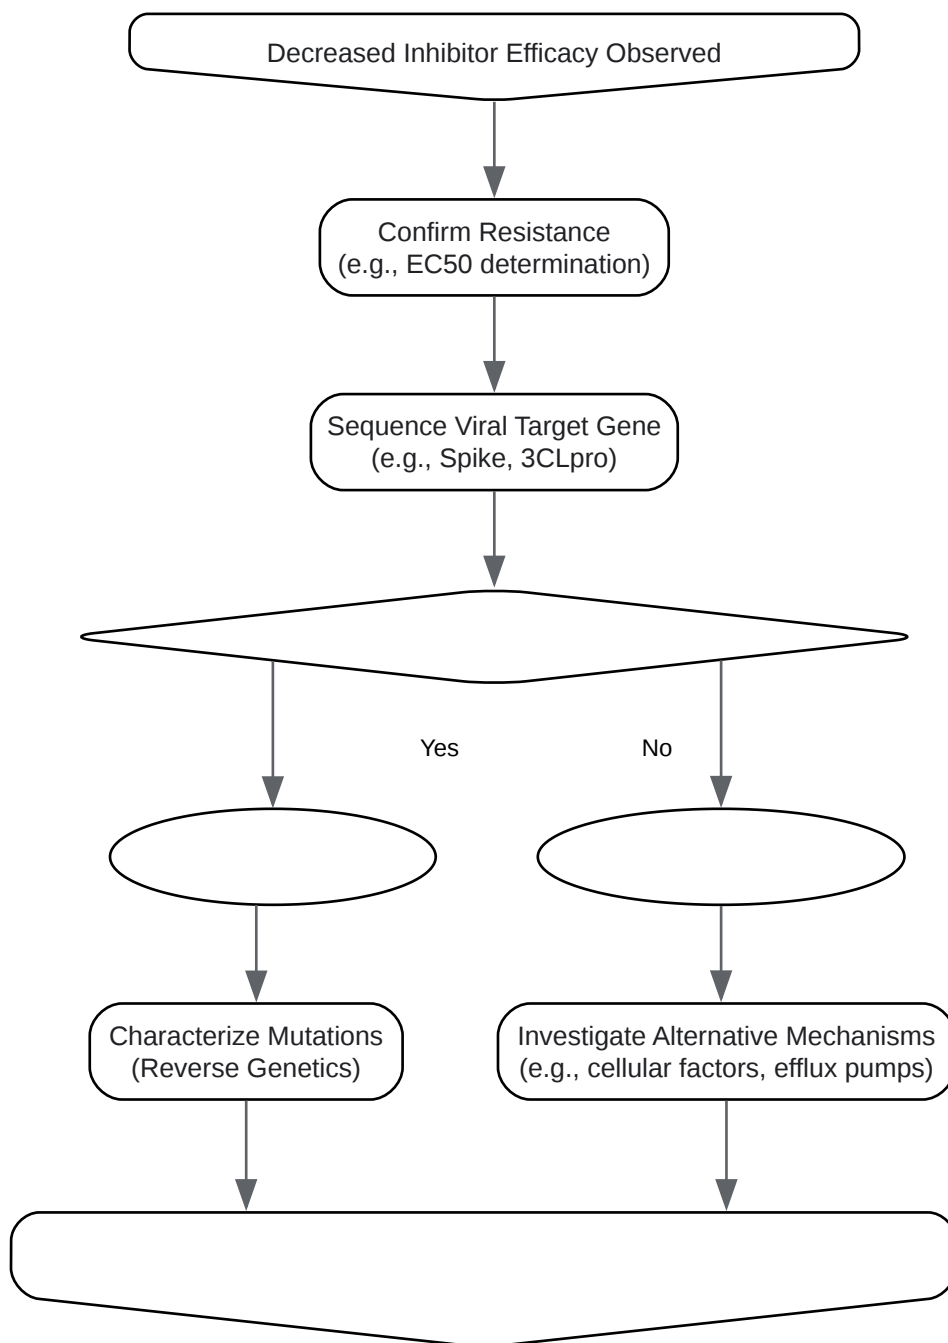 Decreased Inhibitor Efficacy Observed
Confirm Resistance
(e.g., EC50 determination)
Sequence Viral Target Gene
(e.g., Spike, 3CLpro)
Yes
No
Characterize Mutations
(Reverse Genetics)
Investigate Alternative Mechanisms
(e.g., cellular factors, efflux pumps)